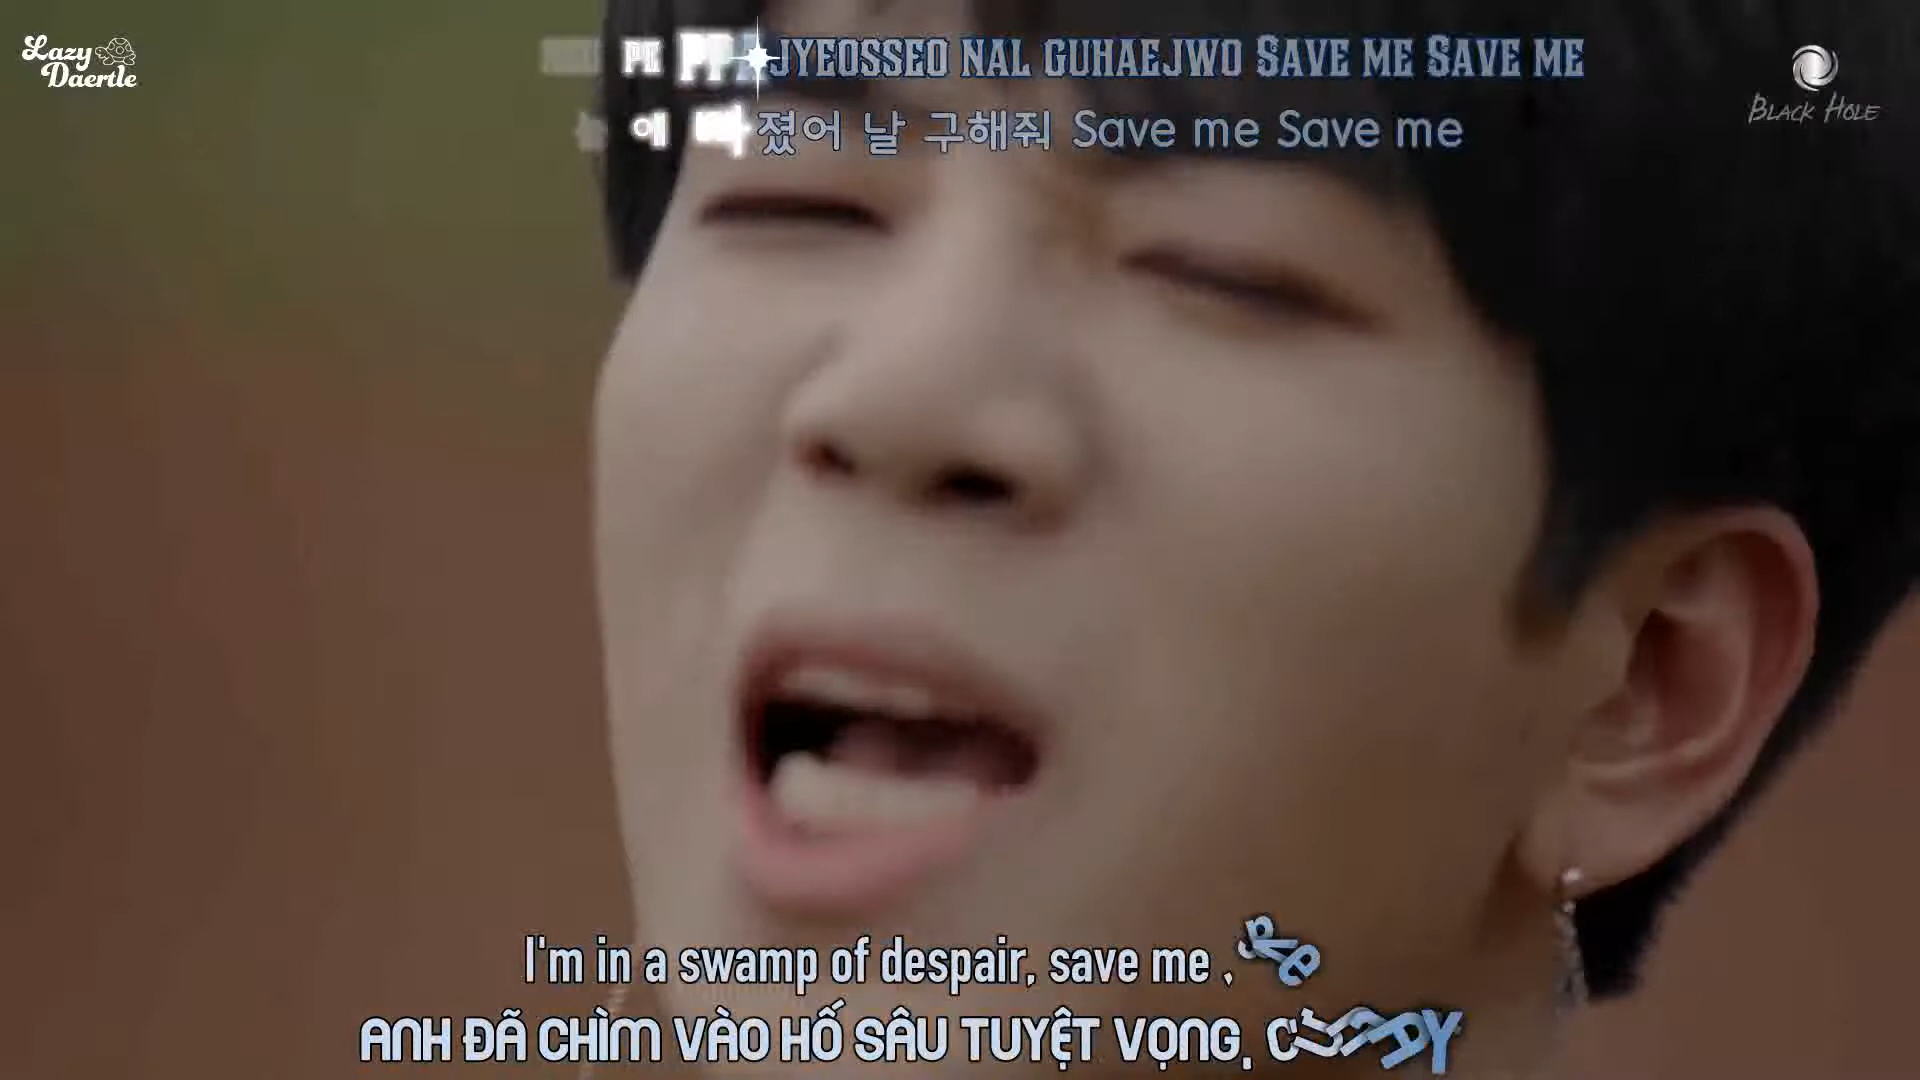 Lazy
Daertle
JYEOSSEO NAL GUHAEJWO SAVE ME SAVE ME
에 졌어 날 구해줘 Save me Save me
BLACK HOLE
I'm in a swamp of despair, save me ,
ANH ĐÃ CHÌM VÀO HỐ SÂU TUYỆT VỌNG,